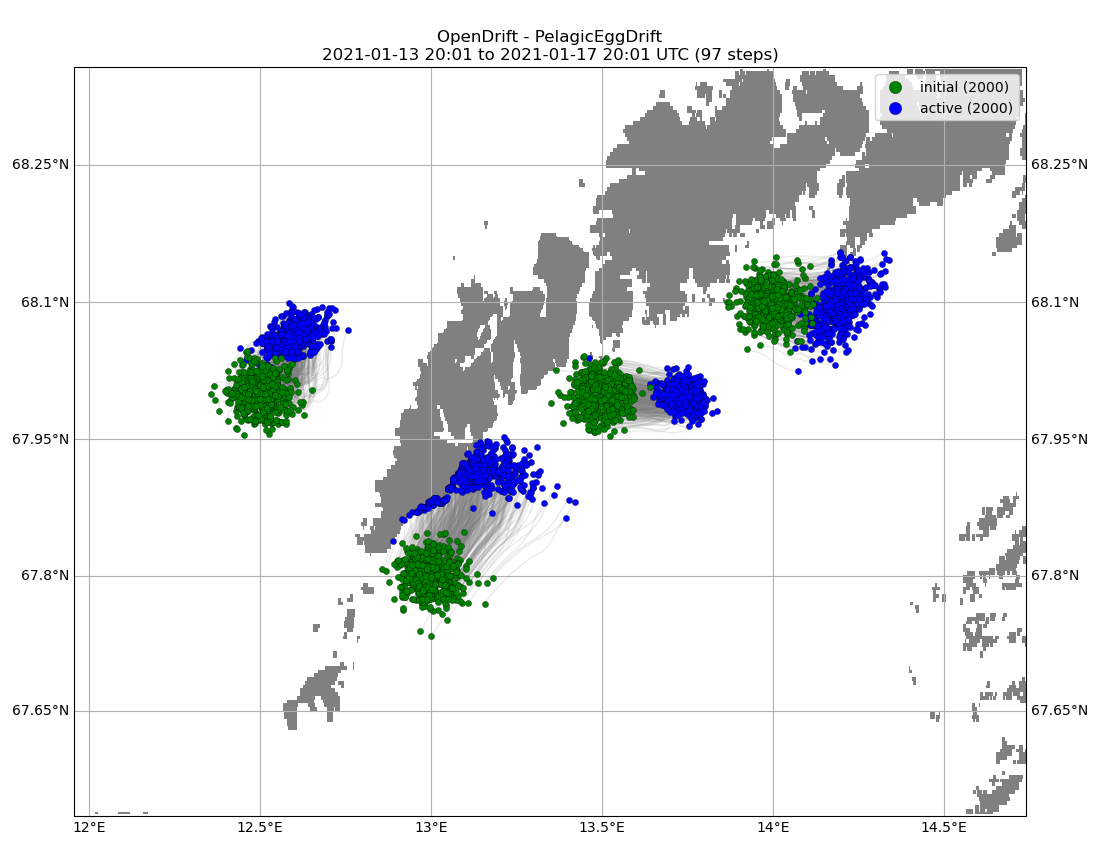 OpenDrift - PelagicEggDrift
2021-01-13 20:01 to 2021-01-17 20:01 UTC (97 steps)
initial (2000)
active (2000)
68.25°N
68.25°N
68.1°N
68.1°N
67.95°N
67.95°N
67.8°N
67.8°N
67.65°N
67.65°N
12°E
12.5°E
13°E
13.5°E
14°E
14.5°E